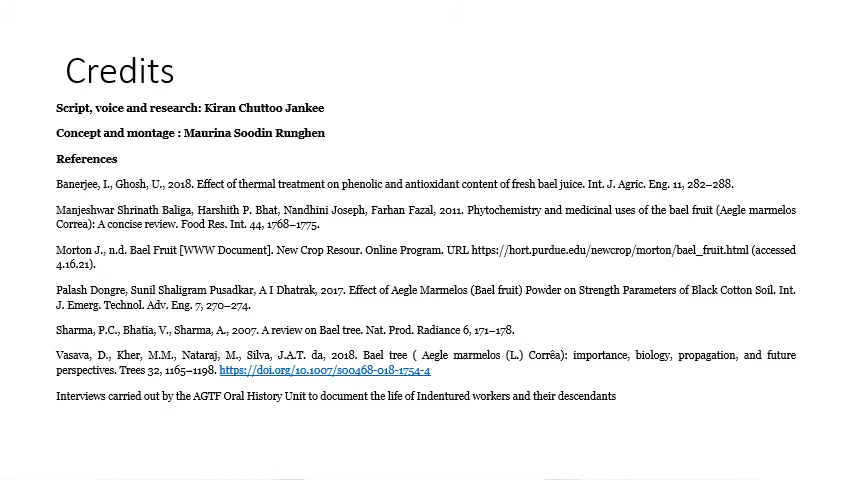 Credits
Script, voice and research: Kiran Chuttoo Jankee
Concept and montage : Maurina Soodin Runghen
References
Banerjee, I., Ghosh, U., 2018. Effect of thermal treatment on phenolic and antioxidant content of fresh bael juice. Int. J. Agric. Eng. 11, 282–288.
Manjeshwar Shrinath Baliga, Harshith P. Bhat, Nandhini Joseph, Farhan Fazal, 2011. Phytochemistry and medicinal uses of the bael fruit (Aegle marmelos
Correa): A concise review. Food Res. Int. 44, 1768–1775.
Morton J., n.d. Bael Fruit [WWW Document]. New Crop Resour. Online Program. URL https://hort.purdue.edu/newcrop/morton/bael_fruit.html (accessed
4.16.21).
Palash Dongre, Sunil Shaligram Pusadkar, A I Dhatrak, 2017. Effect of Aegle Marmelos (Bael fruit) Powder on Strength Parameters of Black Cotton Soil. Int.
J. Emerg. Technol. Adv. Eng. 7, 270–274.
Sharma, P.C., Bhatia, V., Sharma, A., 2007. A review on Bael tree. Nat. Prod. Radiance 6, 171–178.
Vasava, D., Kher, M.M., Nataraj, M., Silva, J.A.T. da, 2018. Bael tree ( Aegle marmelos (L.) Corrêa): importance, biology, propagation, and future
perspectives. Trees 32, 1165–1198. https://doi.org/10.1007/s00468-018-1754-4
Interviews carried out by the AGTF Oral History Unit to document the life of Indentured workers and their descendants